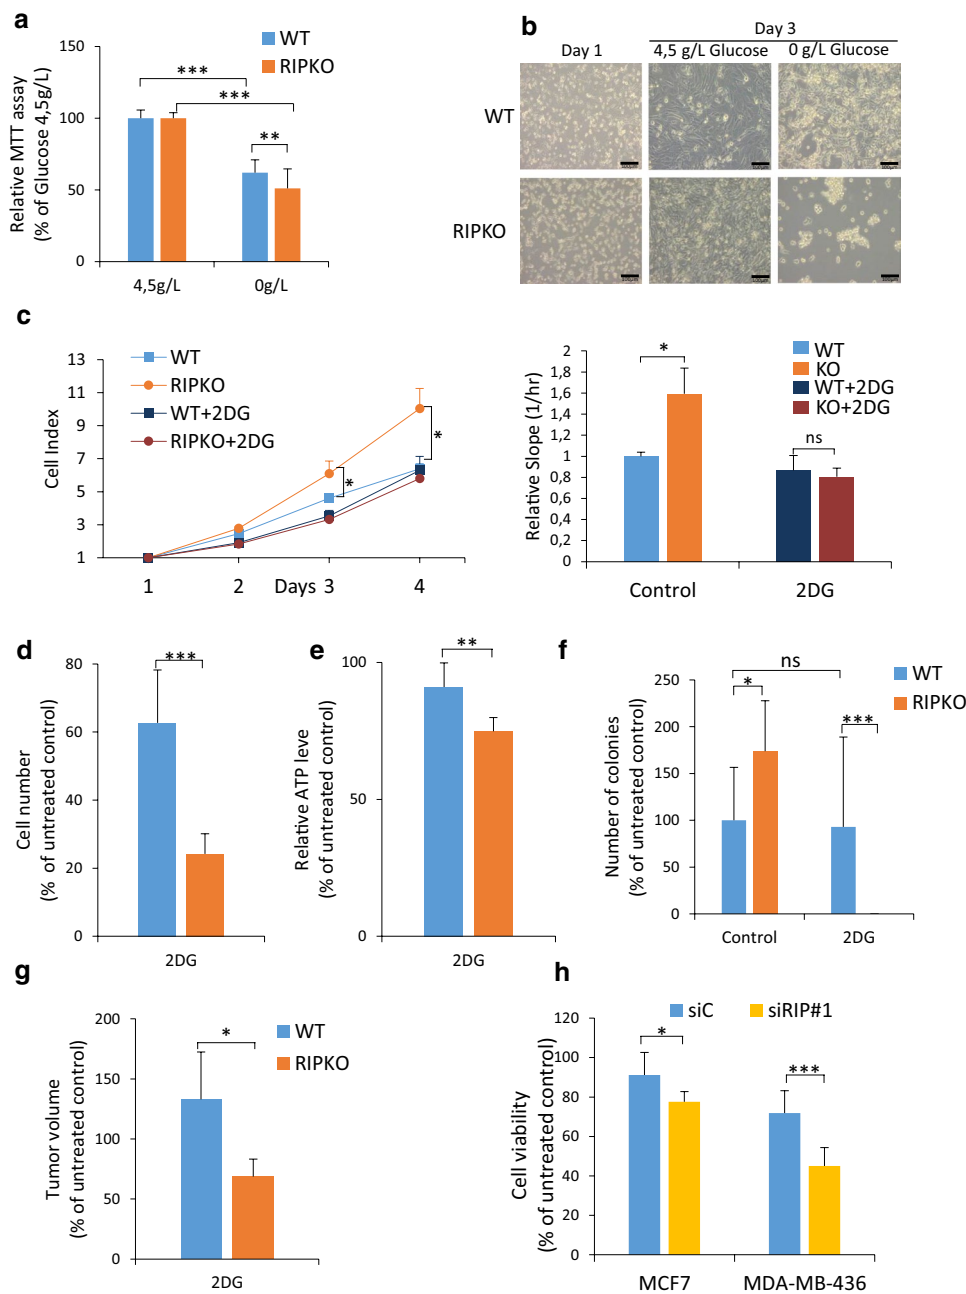 a
WT
RIPKO
Relative MTT assay
(% of Glucose 4,5g/L)
150
100
50
0
***
***
**
4,5g/L
0g/L
b
Day 3
Day 1
4,5 g/L Glucose
0 g/L Glucose
WT
RIPKO
100µm
100µm
100µm
100µm
100µm
100µm
c
Cell Index
13
11
9
7
5
3
1
WT
RIPKO
WT+2DG
RIPKO+2DG
*
*
1
2
Days
3
4
Relative Slope (1/hr)
2
1,8
1,6
1,4
1,2
1
0,8
0,6
0,4
0,2
0
*
ns
WT
KO
WT+2DG
KO+2DG
Control
2DG
d
Cell number
(% of untreated control)
80
60
40
20
0
***
2DG
e
Relative ATP leve
(% of untreated control)
100
50
0
**
2DG
f
Number of colonies
(% of untreated control)
250
200
150
100
50
0
ns
*
***
WT
RIPKO
Control
2DG
g
Tumor volume
(% of untreated control)
200
150
100
50
0
*
WT
RIPKO
2DG
h
siC
siRIP#1
Cell viability
(% of untreated control)
120
100
80
60
40
20
0
*
***
MCF7
MDA-MB-436